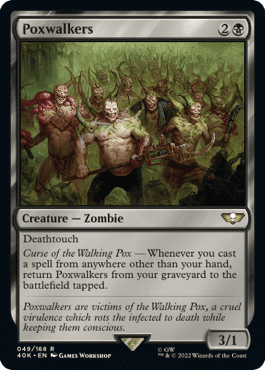 Poxwalkers 2
Creature — Zombie
Deathtouch
Curse of the Walking Pox — Whenever you cast
a spell from anywhere other than your hand,
return Poxwalkers from your graveyard to the
battlefield tapped.
Poxwalkers are victims of the Walking Pox, a cruel
virulence which rots the infected to death while
keeping them conscious.
3/1
049/168 R
40K • EN Games Workshop
© GW
™ & © 2022 Wizards of the Coast